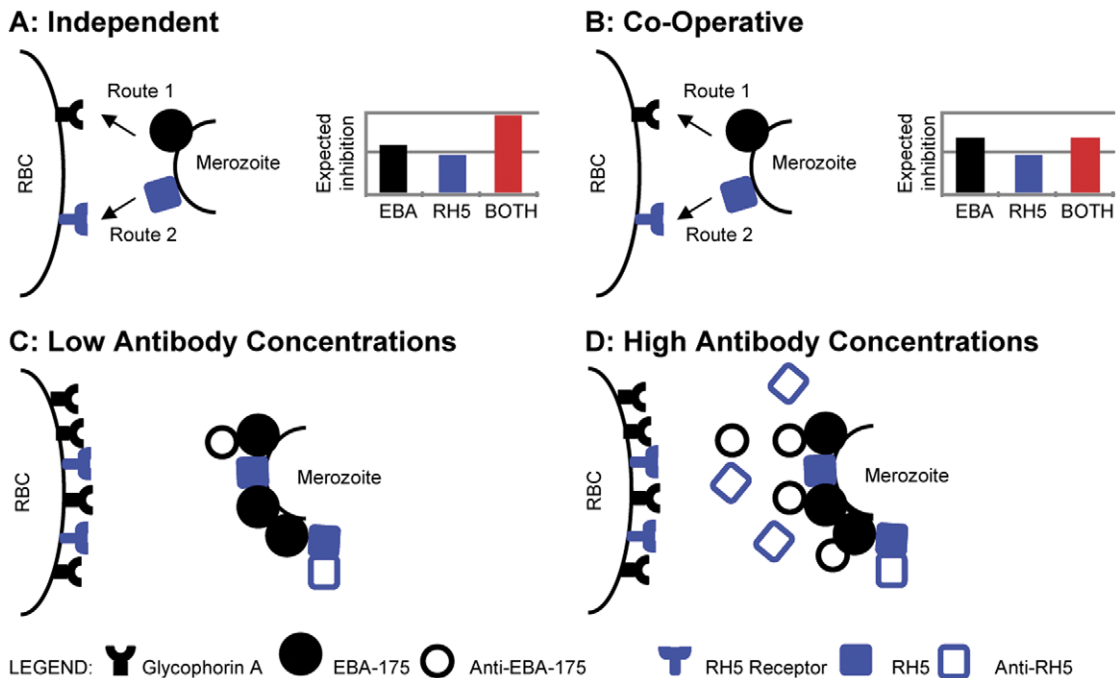 A: Independent
Route 1
RBC
Merozoite
Route 2
Expected
inhibition
EBA RH5 BOTH
B: Co-Operative
Route 1
RBC
Merozoite
Route 2
Expected
inhibition
EBA RH5 BOTH
C: Low Antibody Concentrations
RBC
Merozoite
D: High Antibody Concentrations
RBC
Merozoite
LEGEND: Glycophorin A EBA-175 Anti-EBA-175 RH5 Receptor RH5 Anti-RH5